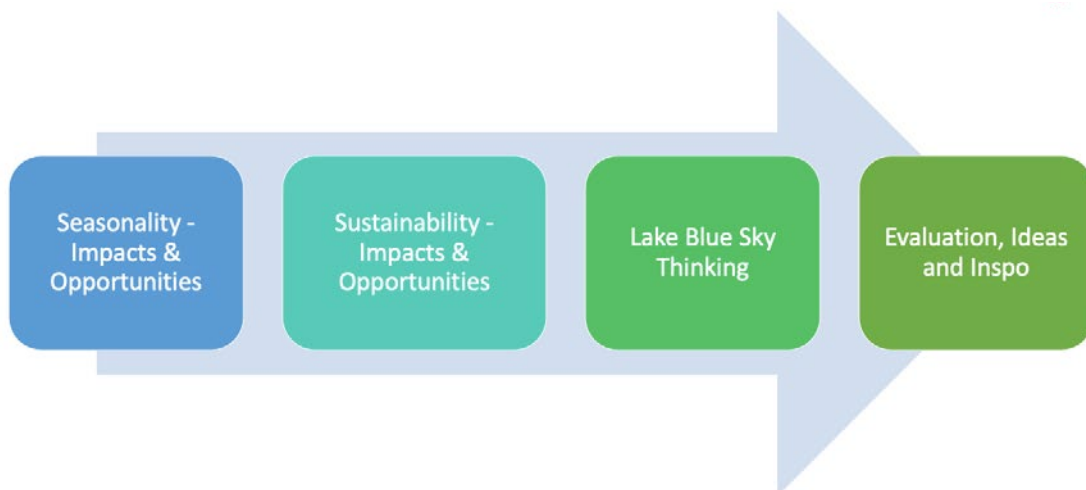 Seasonality -
Impacts &
Opportunities
Sustainability -
Impacts &
Opportunities
Lake Blue Sky
Thinking
Evaluation, Ideas
and Inspo